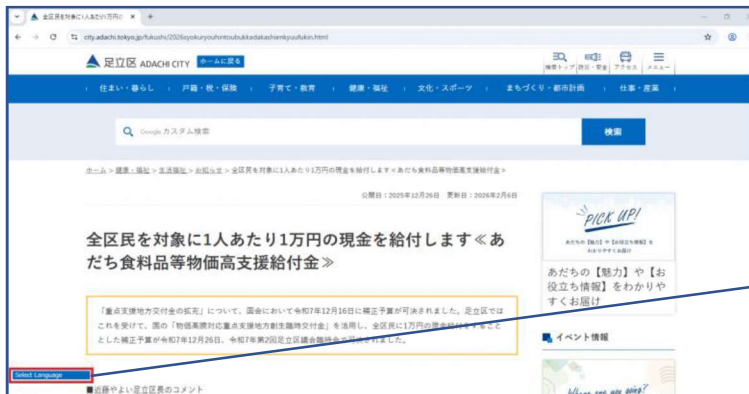 全区民を対象に1人あたり1万円の
city.adachi.tokyo.jp/fukushi/2026syokuryouhintoubukkadakashienkyuufukin.html
足立区 ADACHI CITY ホームに戻る
検索トップ 防災・安全 アクセス メニュー
住まい・暮らし 戸籍・税・保険 子育て・教育 健康・福祉 文化・スポーツ まちづくり・都市計画 仕事・産業
Google カスタム検索 検索
ホーム > 健康・福祉 > 生活福祉 > お知らせ > 全区民を対象に1人あたり1万円の現金を給付します≪あだち食料品等物価高支援給付金≫
公開日：2025年12月26日 更新日：2026年2月6日
全区民を対象に1人あたり1万円の現金を給付します≪あ
だち食料品等物価高支援給付金≫
「重点支援地方交付金の拡充」について、国会において令和7年12月16日に補正予算が可決されました。足立区では
これを受けて、国の「物価高騰対応重点支援地方創生臨時交付金」を活用し、全区民に1万円の現金給付をすること
とした補正予算が令和7年12月26日、令和7年第2回足立区議会臨時会で可決されました。
Select Language
■近藤やよい足立区長のコメント
PICK UP!
あだちの【魅力】や【お役立ち情報】を
わかりやすくお届け
あだちの【魅力】や【お
役立ち情報】をわかりや
すくお届け
イベント情報
Where are you going?